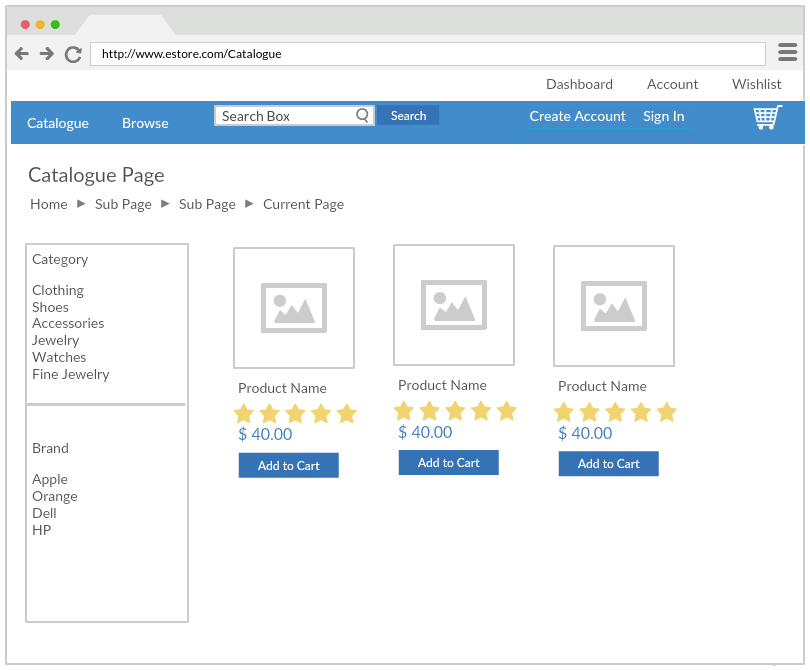 http://www.estore.com/Catalogue
Dashboard Account Wishlist
Catalogue Browse Search Box Search Create Account Sign In
Catalogue Page
Home Sub Page Sub Page Current Page
Category
Clothing
Shoes
Accessories
Jewelry
Watches
Fine Jewelry
Brand
Apple
Orange
Dell
HP
Product Name
$ 40.00
Add to Cart
Product Name
$ 40.00
Add to Cart
Product Name
$ 40.00
Add to Cart